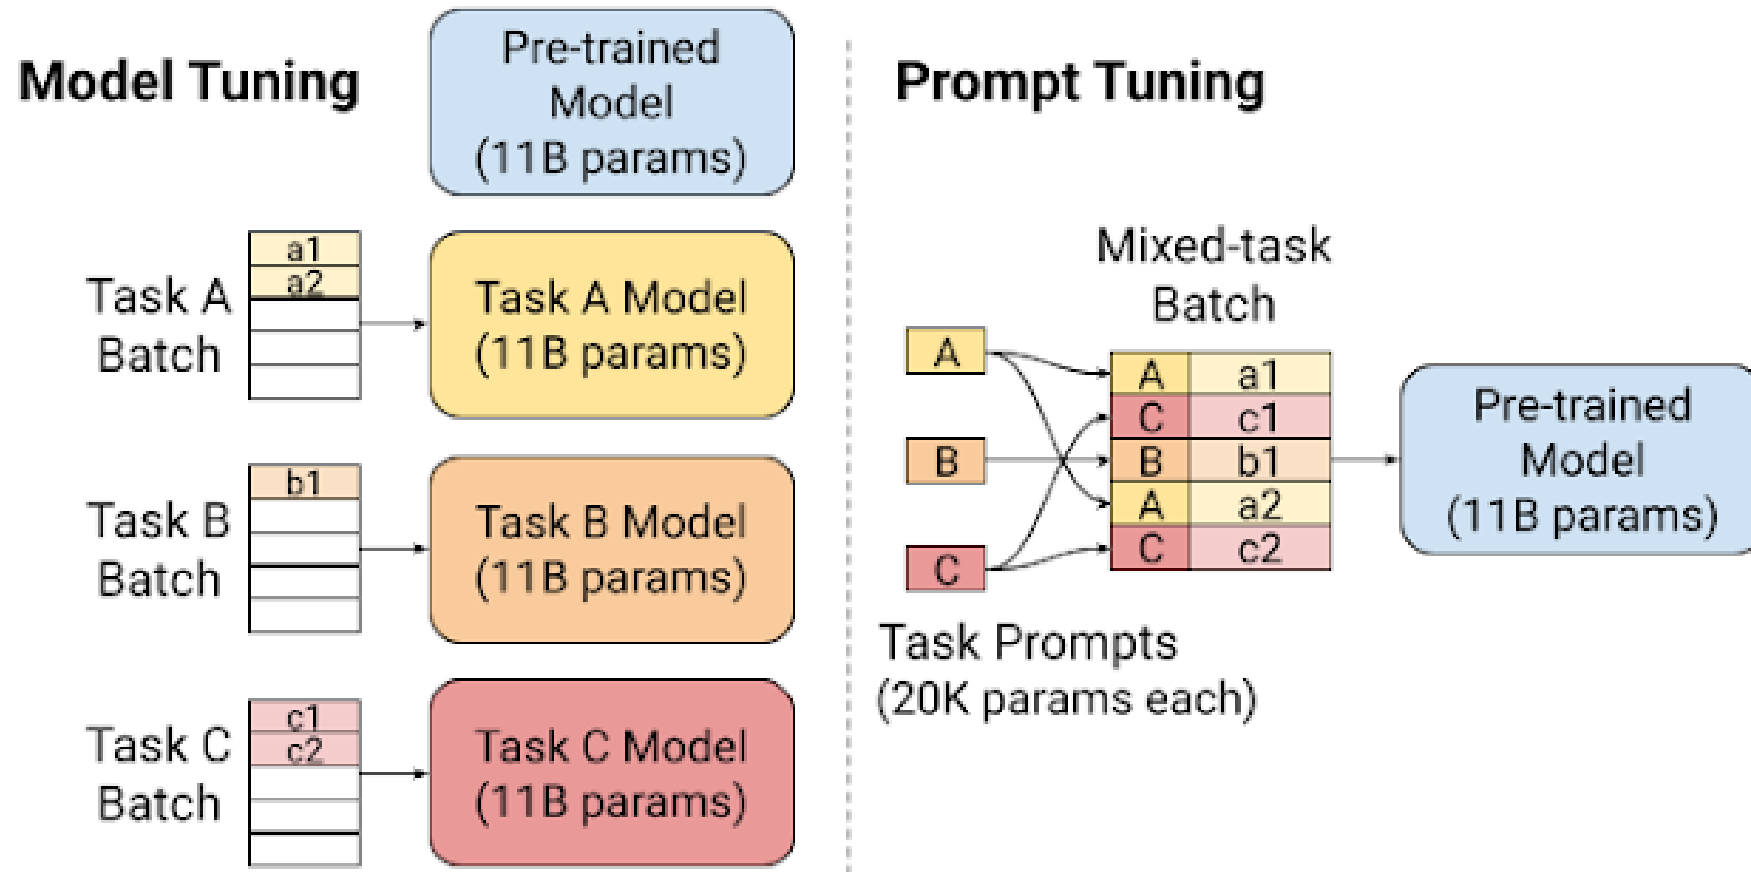 Model Tuning
Pre-trained
Model
(11B params)
a1
a2
Task A
Batch
Task A Model
(11B params)
b1
Task B
Batch
Task B Model
(11B params)
c1
c2
Task C
Batch
Task C Model
(11B params)
Prompt Tuning
Mixed-task
Batch
A
B
C
A a1
C c1
B b1
A a2
C c2
Pre-trained
Model
(11B params)
Task Prompts
(20K params each)